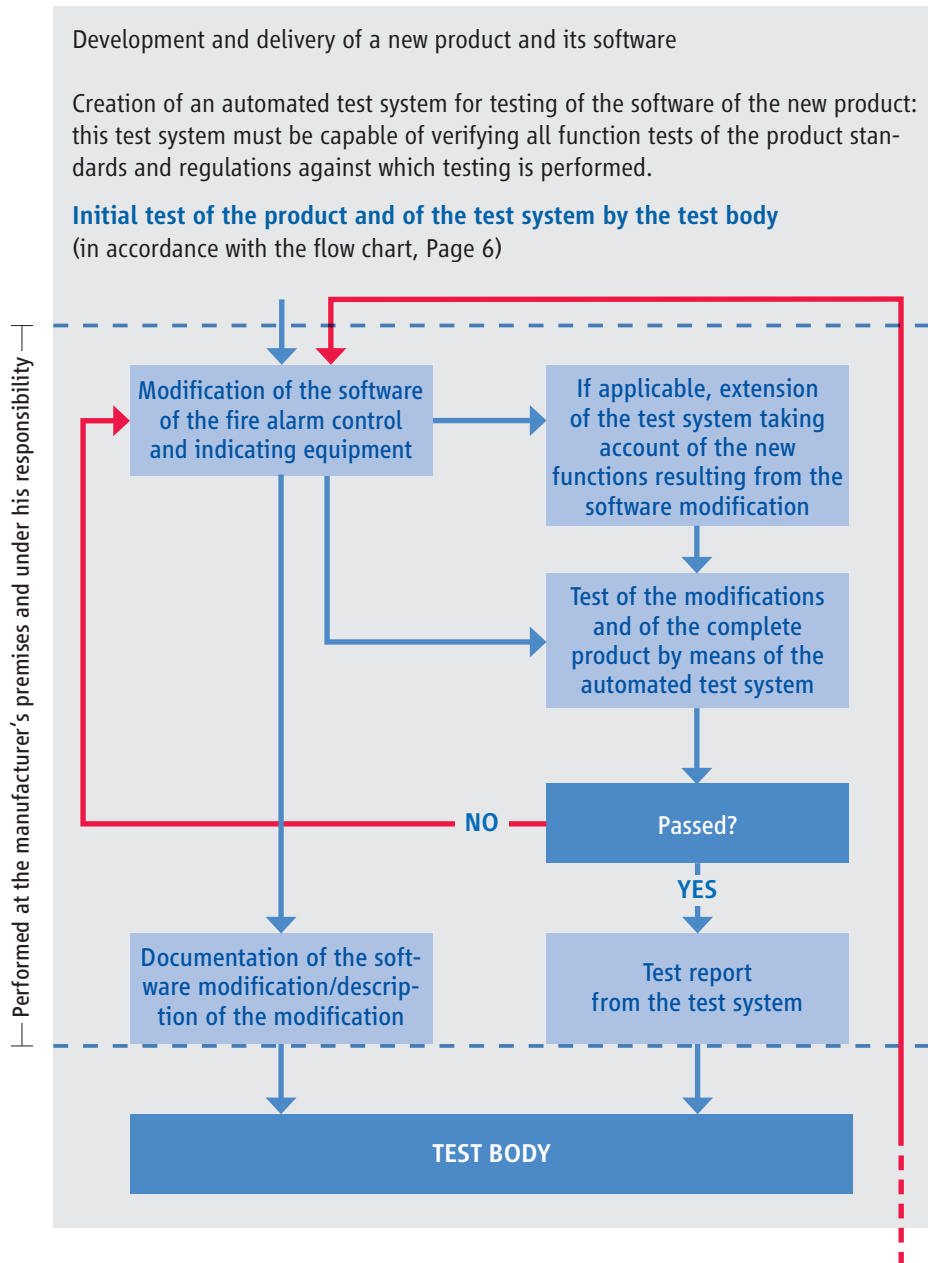 Development and delivery of a new product and its software
Creation of an automated test system for testing of the software of the new product:
this test system must be capable of verifying all function tests of the product stan-
dards and regulations against which testing is performed.
Initial test of the product and of the test system by the test body
(in accordance with the flow chart, Page 6)
Performed at the manufacturer‘s premises and under his responsibility
Modification of the software
of the fire alarm control
and indicating equipment
If applicable, extension
of the test system taking
account of the new
functions resulting from the
software modification
Test of the modifications
and of the complete
product by means of the
automated test system
NO
Passed?
YES
Documentation of the soft-
ware modification/descrip-
tion of the modification
Test report
from the test system
TEST BODY